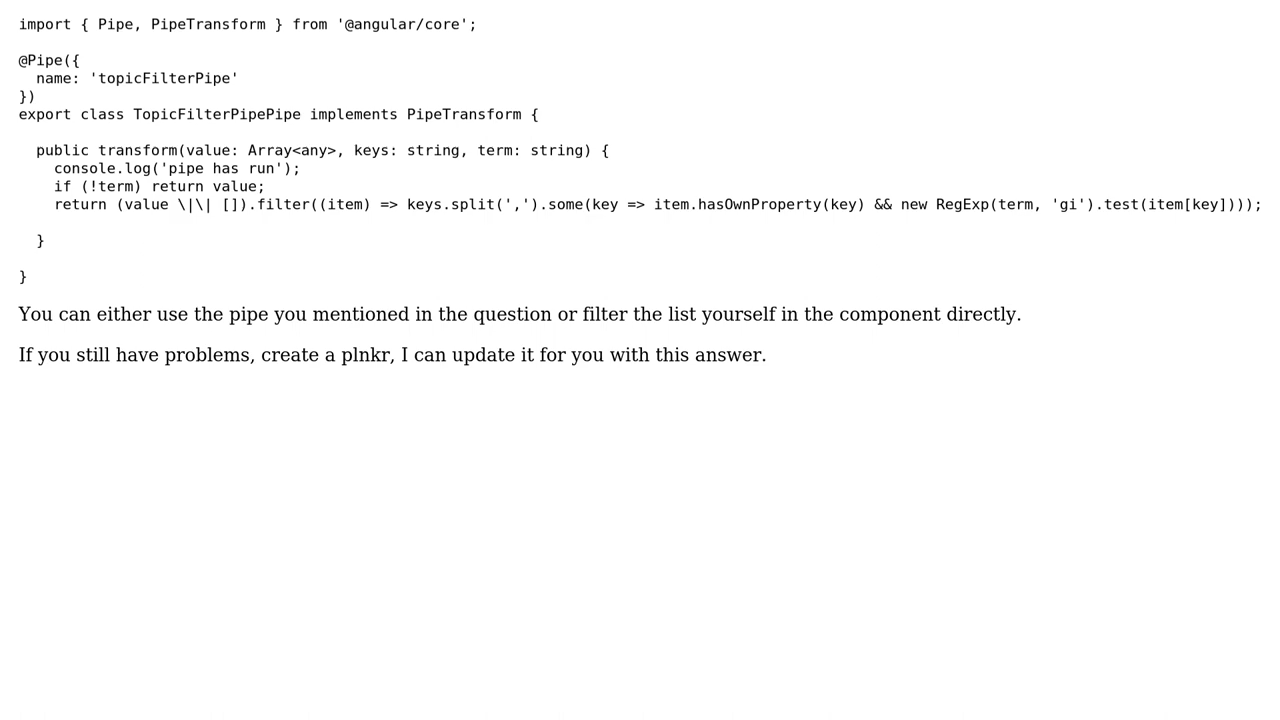 import { Pipe, PipeTransform } from '@angular/core';
@Pipe({
  name: 'topicFilterPipe'
})
export class TopicFilterPipePipe implements PipeTransform {
  public transform(value: Array<any>, keys: string, term: string) {
    console.log('pipe has run');
    if (!term) return value;
    return (value \|\| []).filter((item) => keys.split(',').some(key => item.hasOwnProperty(key) && new RegExp(term, 'gi').test(item[key])));
  }
}
You can either use the pipe you mentioned in the question or filter the list yourself in the component directly.
If you still have problems, create a plnkr, I can update it for you with this answer.